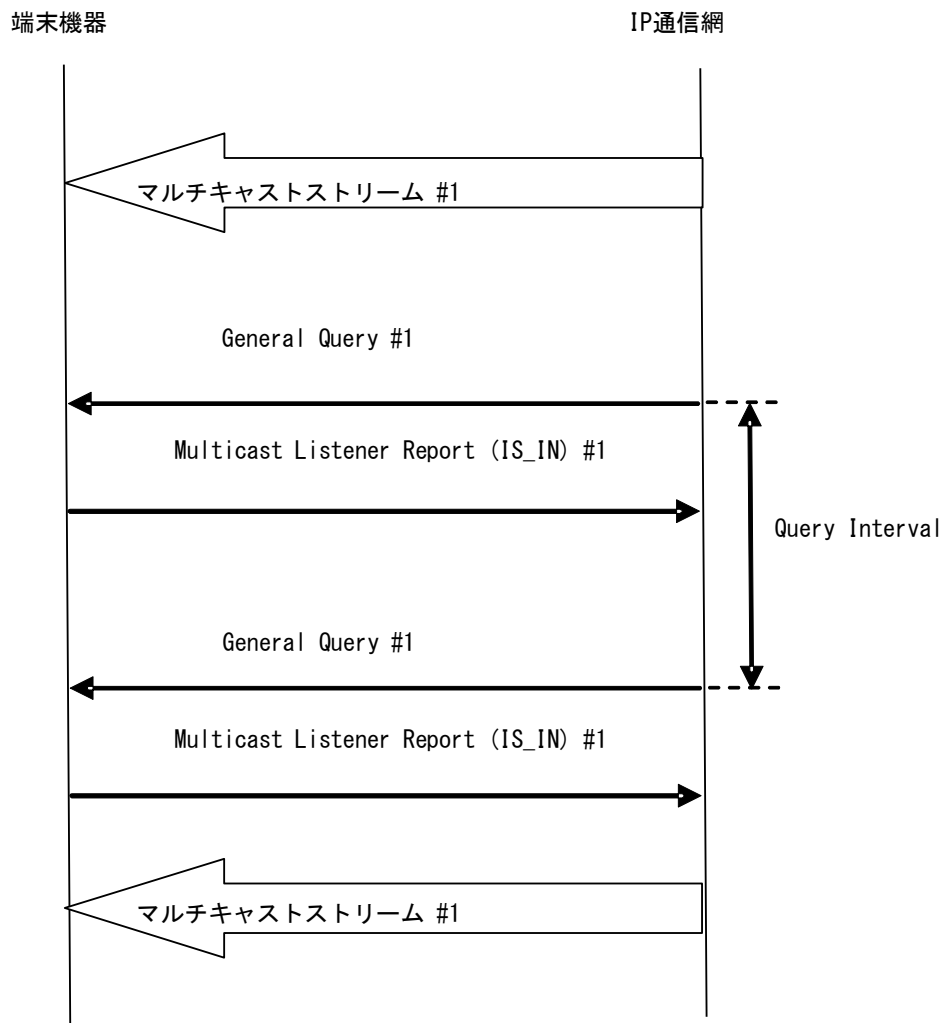 端末機器
IP通信網
マルチキャストストリーム #1
General Query #1
Multicast Listener Report (IS_IN) #1
Query Interval
General Query #1
Multicast Listener Report (IS_IN) #1
マルチキャストストリーム #1